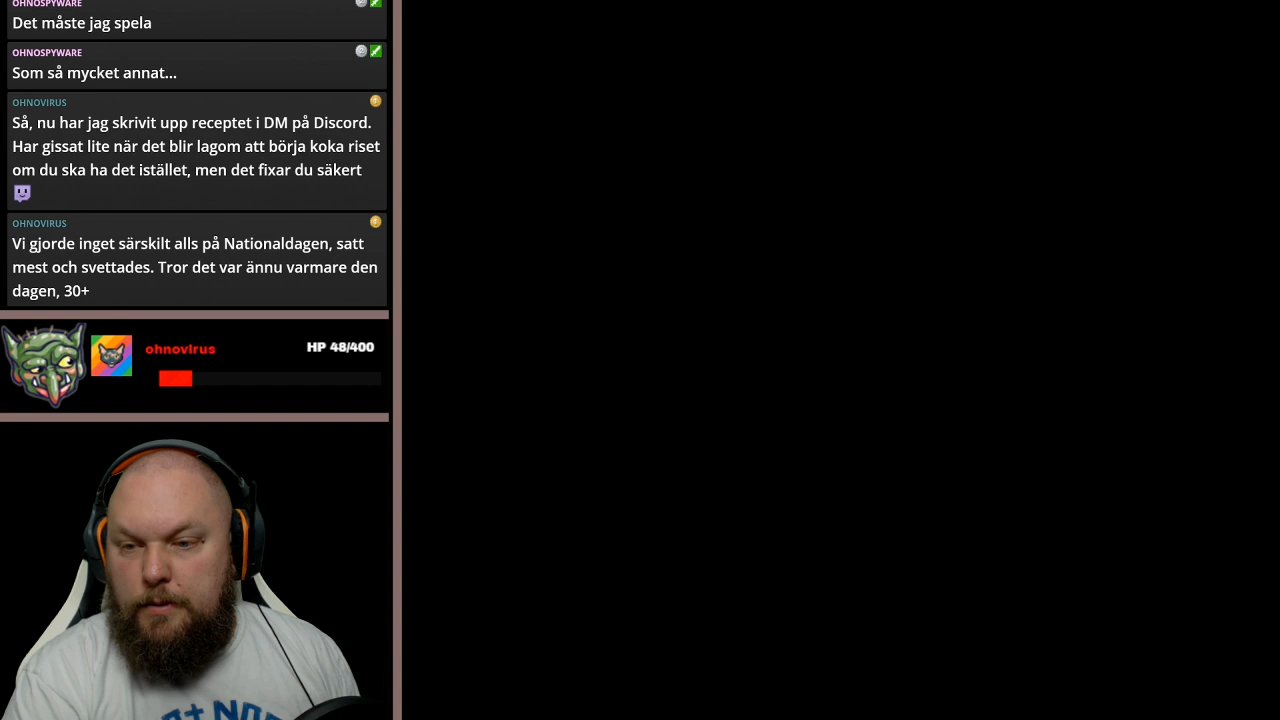 OHNOSPYWARE
Det måste jag spela
OHNOSPYWARE
Som så mycket annat...
OHNOVIRUS
Så, nu har jag skrivit upp receptet i DM på Discord.
Har gissat lite när det blir lagom att börja koka riset
om du ska ha det istället, men det fixar du säkert
OHNOVIRUS
Vi gjorde inget särskilt alls på Nationaldagen, satt
mest och svettades. Tror det var ännu varmare den
dagen, 30+
ohnovirus
HP 48/400